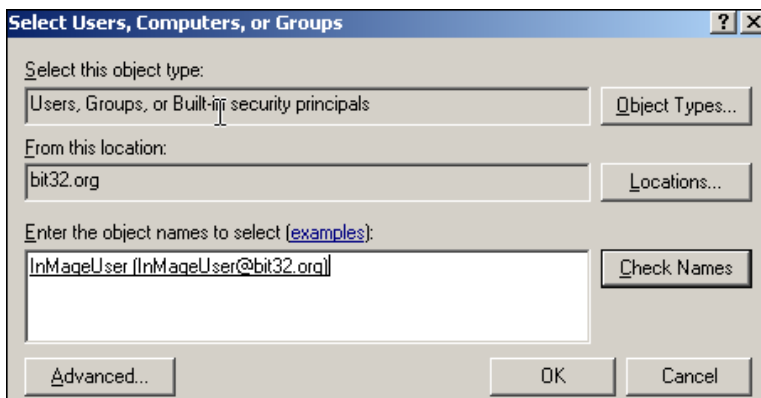 Select Users, Computers, or Groups
Select this object type:
Users, Groups, or Built-in security principals
Object Types...
From this location:
bit32.org
Locations...
Enter the object names to select (examples):
InMageUser (InMageUser@bit32.org)
Check Names
Advanced...
OK
Cancel